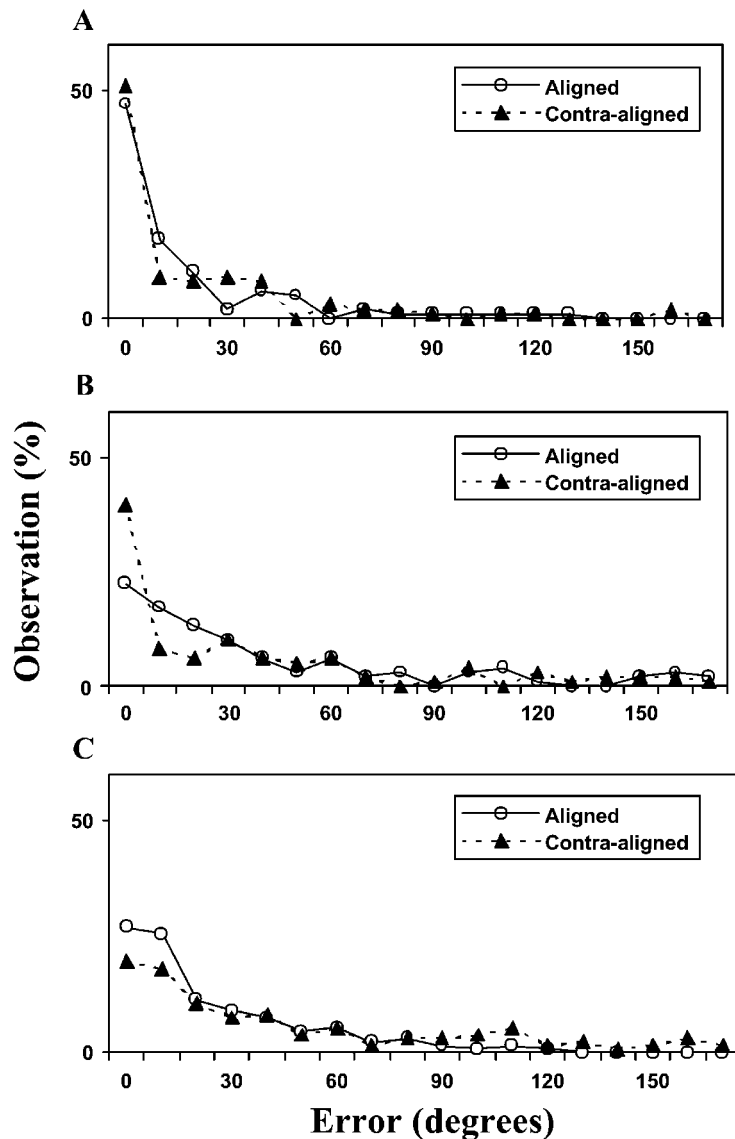 A
50
Aligned
Contra-aligned
0
0 30 60 90 120 150
B
50
Aligned
Contra-aligned
0
0 30 60 90 120 150
Observation (%)
C
50
Aligned
Contra-aligned
0
0 30 60 90 120 150
Error (degrees)